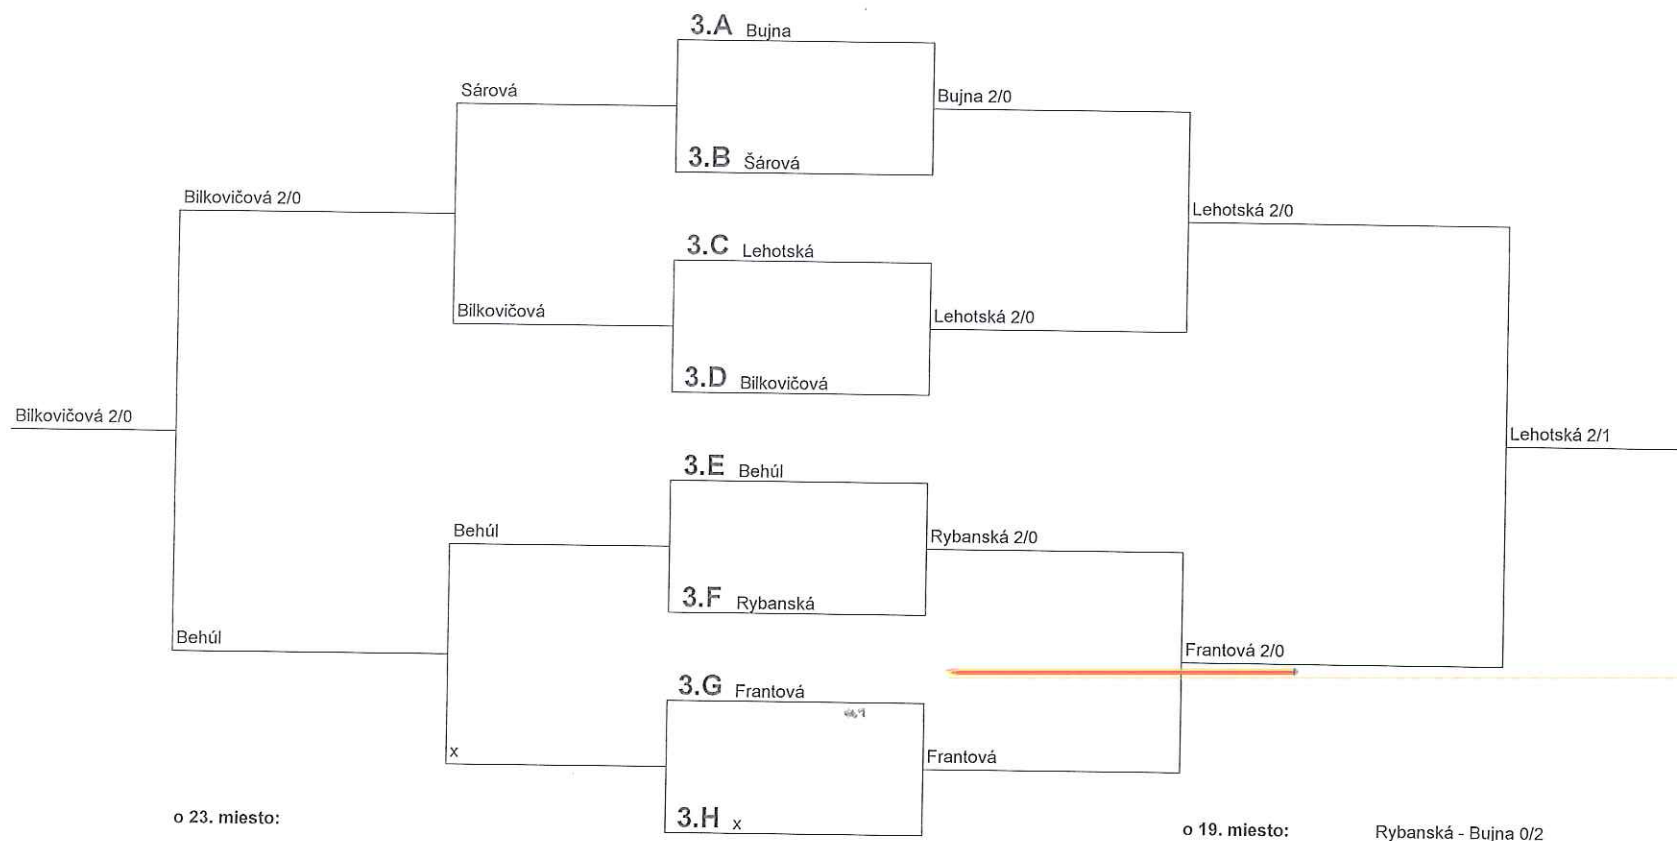 3.A Bujna
Sárová
Bujna 2/0
3.B Šárová
Bilkovičová 2/0
Lehotská 2/0
3.C Lehotská
Bilkovičová
Lehotská 2/0
3.D Bilkovičová
Bilkovičová 2/0
Lehotská 2/1
3.E Behúl
Behúl
Rybanská 2/0
3.F Rybanská
Behúl
Frantová 2/0
3.G Frantová
x
Frantová
3.H x
o 23. miesto:
o 19. miesto: Rybanská - Bujna 0/2